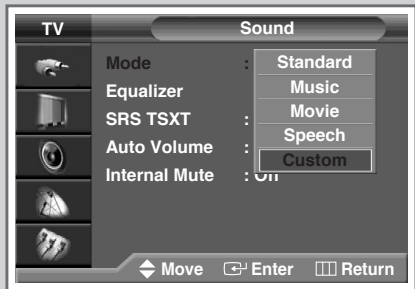 TV Sound
Mode : Standard
Equalizer Music
SRS TSXT : Movie
Auto Volume : Speech
Custom
Internal Mute : Off
Move Enter Return